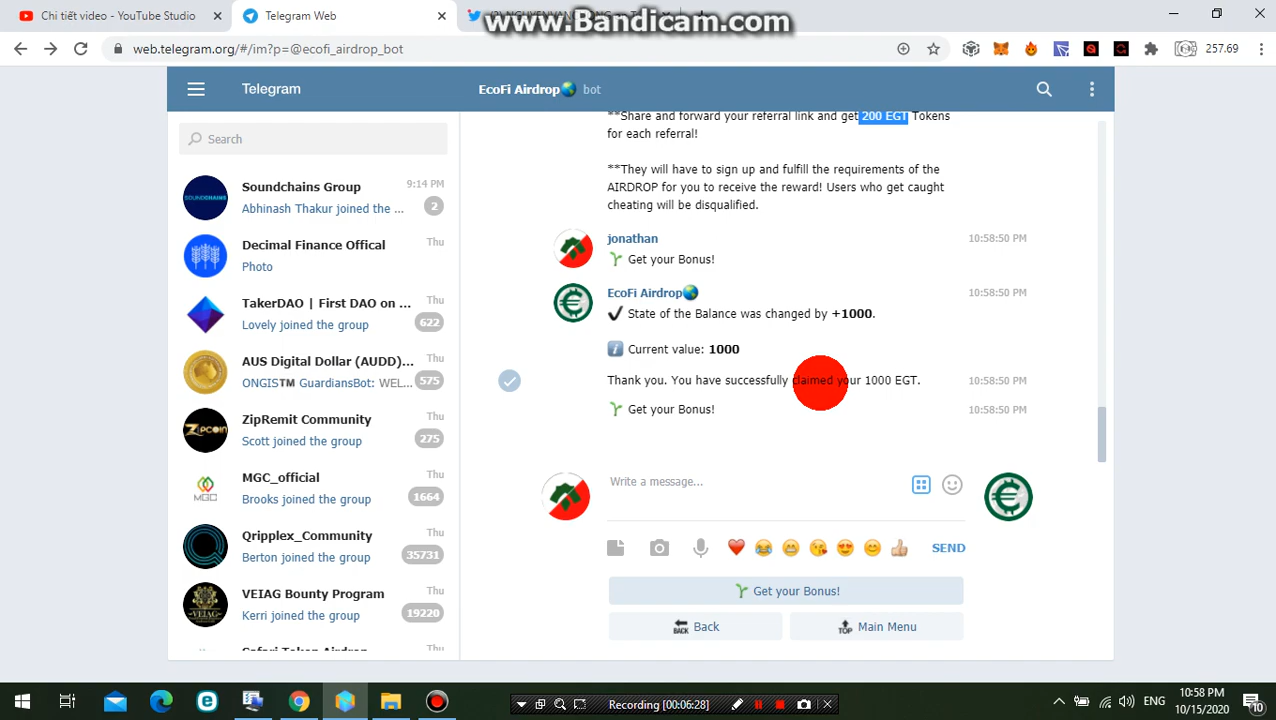 Chi tiết video - YouTube Studio
Telegram Web
www.Bandicam.com
web.telegram.org/#/im?p=@ecofi_airdrop_bot
257.69
Telegram
EcoFi Airdrop🌏 bot
Search
Soundchains Group
9:14 PM
Abhinash Thakur joined the ...
2
Decimal Finance Offical
Thu
Photo
TakerDAO | First DAO on ...
Thu
Lovely joined the group
622
AUS Digital Dollar (AUDD)...
Thu
ONGIS™️ GuardiansBot: WEL...
575
ZipRemit Community
Thu
Scott joined the group
275
MGC_official
Thu
Brooks joined the group
1664
Qripplex_Community
Thu
Berton joined the group
35731
VEIAG Bounty Program
Thu
Kerri joined the group
19220
Safari Token Airdrop
Thu
**Share and forward your referral link and get 200 EGT Tokens
for each referral!
**They will have to sign up and fulfill the requirements of the
AIRDROP for you to receive the reward! Users who get caught
cheating will be disqualified.
jonathan
10:58:50 PM
Get your Bonus!
EcoFi Airdrop🌏
10:58:50 PM
State of the Balance was changed by +1000.
Current value: 1000
Thank you. You have successfully claimed your 1000 EGT.
10:58:50 PM
Get your Bonus!
10:58:50 PM
Write a message...
SEND
Get your Bonus!
BACK Back
TOP Main Menu
Recording [00:06:28]
ENG
10:58 PM
10/15/2020
10